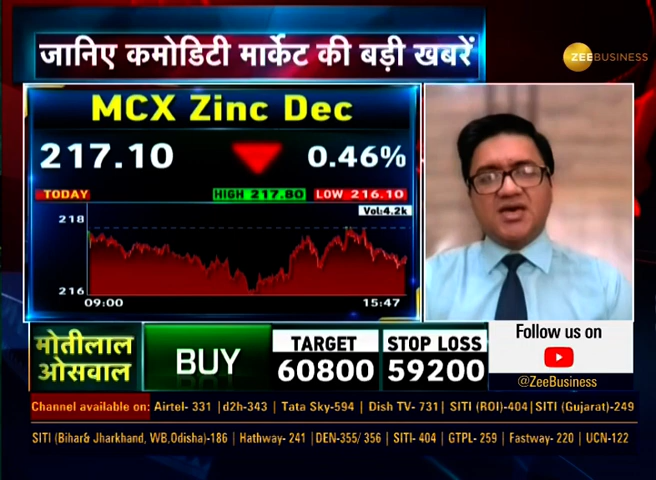 जानिए कमोडिटी मार्केट की बड़ी खबरें
ZEEBUSINESS
MCX Zinc Dec
217.10 0.46%
TODAY HIGH 217.80 LOW 216.10
Vol:4.2k
218
216
09:00 15:47
मोतीलाल
ओसवाल
BUY
TARGET
60800
STOP LOSS
59200
Follow us on
@ZeeBusiness
Channel available on: Airtel- 331 |d2h-343 | Tata Sky-594 | Dish TV- 731| SITI (ROI)-404|SITI (Gujarat)-249
SITI (Bihar& Jharkhand, WB,Odisha)-186 | Hathway- 241 |DEN-355/ 356 | SITI- 404 | GTPL- 259 | Fastway- 220 | UCN-122